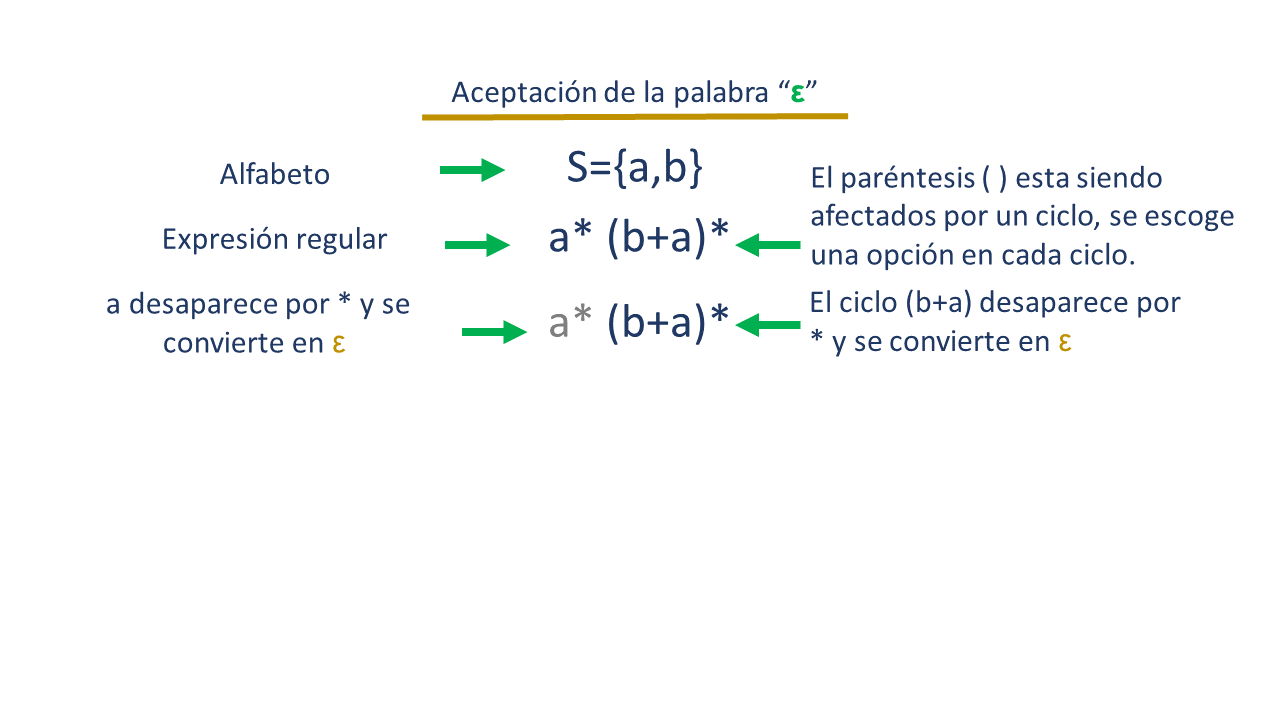 Aceptación de la palabra “ε”
Alfabeto
S={a,b}
El paréntesis ( ) esta siendo
afectados por un ciclo, se escoge
una opción en cada ciclo.
Expresión regular
a* (b+a)*
a desaparece por * y se
convierte en ε
a* (b+a)*
El ciclo (b+a) desaparece por
* y se convierte en ε